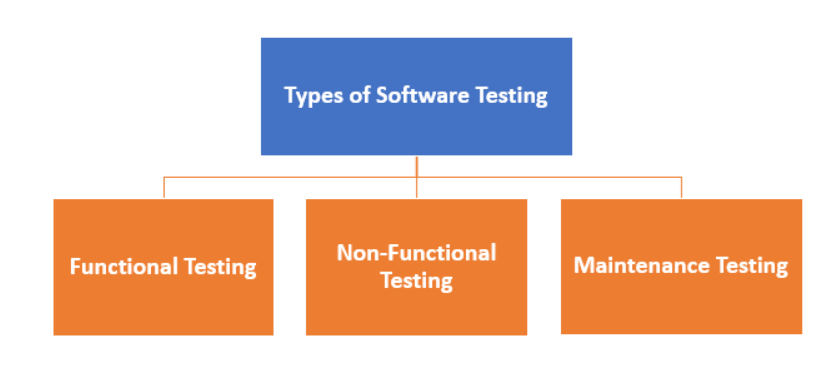 Types of Software Testing
Functional Testing
Non-Functional
Testing
Maintenance Testing